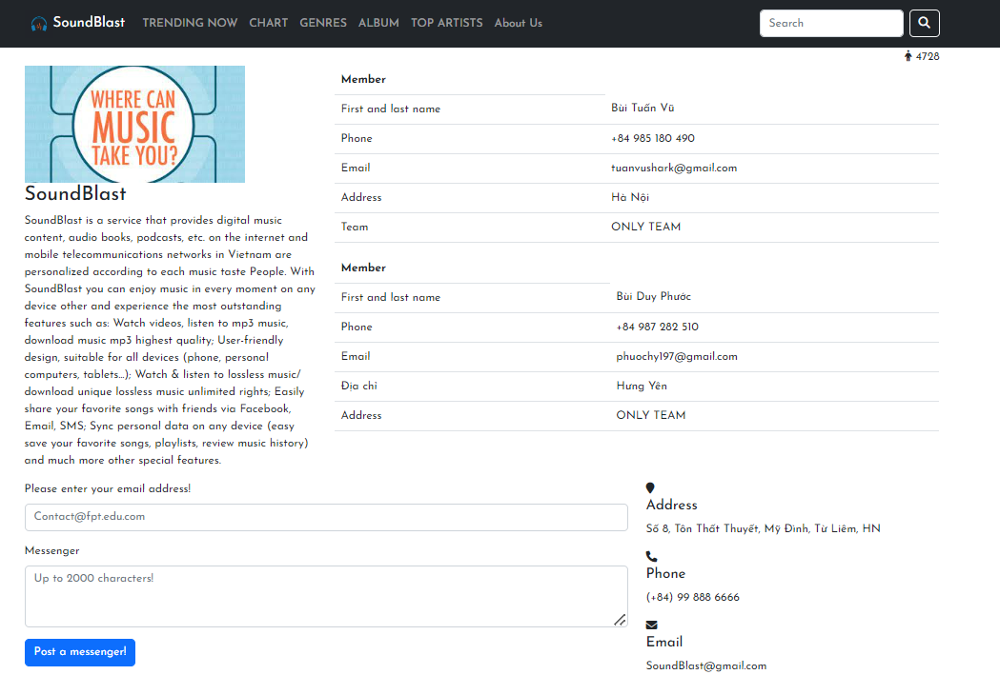 SoundBlast TRENDING NOW CHART GENRES ALBUM TOP ARTISTS About Us Search
4728
WHERE CAN
MUSIC
TAKE YOU?
SoundBlast
SoundBlast is a service that provides digital music
content, audio books, podcasts, etc. on the internet and
mobile telecommunications networks in Vietnam are
personalized according to each music taste People. With
SoundBlast you can enjoy music in every moment on any
device other and experience the most outstanding
features such as: Watch videos, listen to mp3 music,
download music mp3 highest quality; User-friendly
design, suitable for all devices (phone, personal
computers, tablets...); Watch & listen to lossless music/
download unique lossless music unlimited rights; Easily
share your favorite songs with friends via Facebook,
Email, SMS; Sync personal data on any device (easy
save your favorite songs, playlists, review music history)
and much more other special features.
Member
First and last name Bùi Tuấn Vũ
Phone +84 985 180 490
Email tuanvushark@gmail.com
Address Hà Nội
Team ONLY TEAM
Member
First and last name Bùi Duy Phước
Phone +84 987 282 510
Email phuochy197@gmail.com
Địa chỉ Hưng Yên
Address ONLY TEAM
Please enter your email address!
Contact@fpt.edu.com
Messenger
Up to 2000 characters!
Post a messenger!
Address
Số 8, Tôn Thất Thuyết, Mỹ Đình, Từ Liêm, HN
Phone
(+84) 99 888 6666
Email
SoundBlast@gmail.com